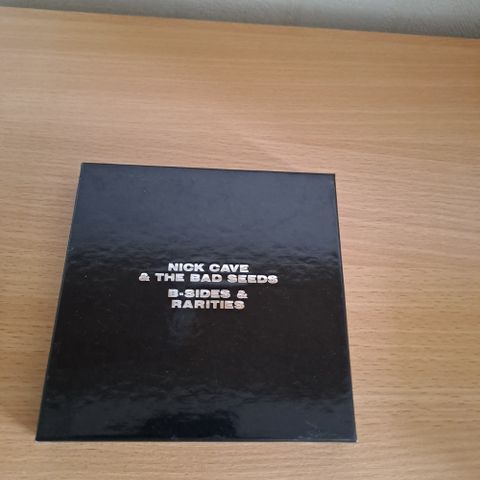 NICK CAVE
& THE BAD SEEDS
B-SIDES &
RARITIES